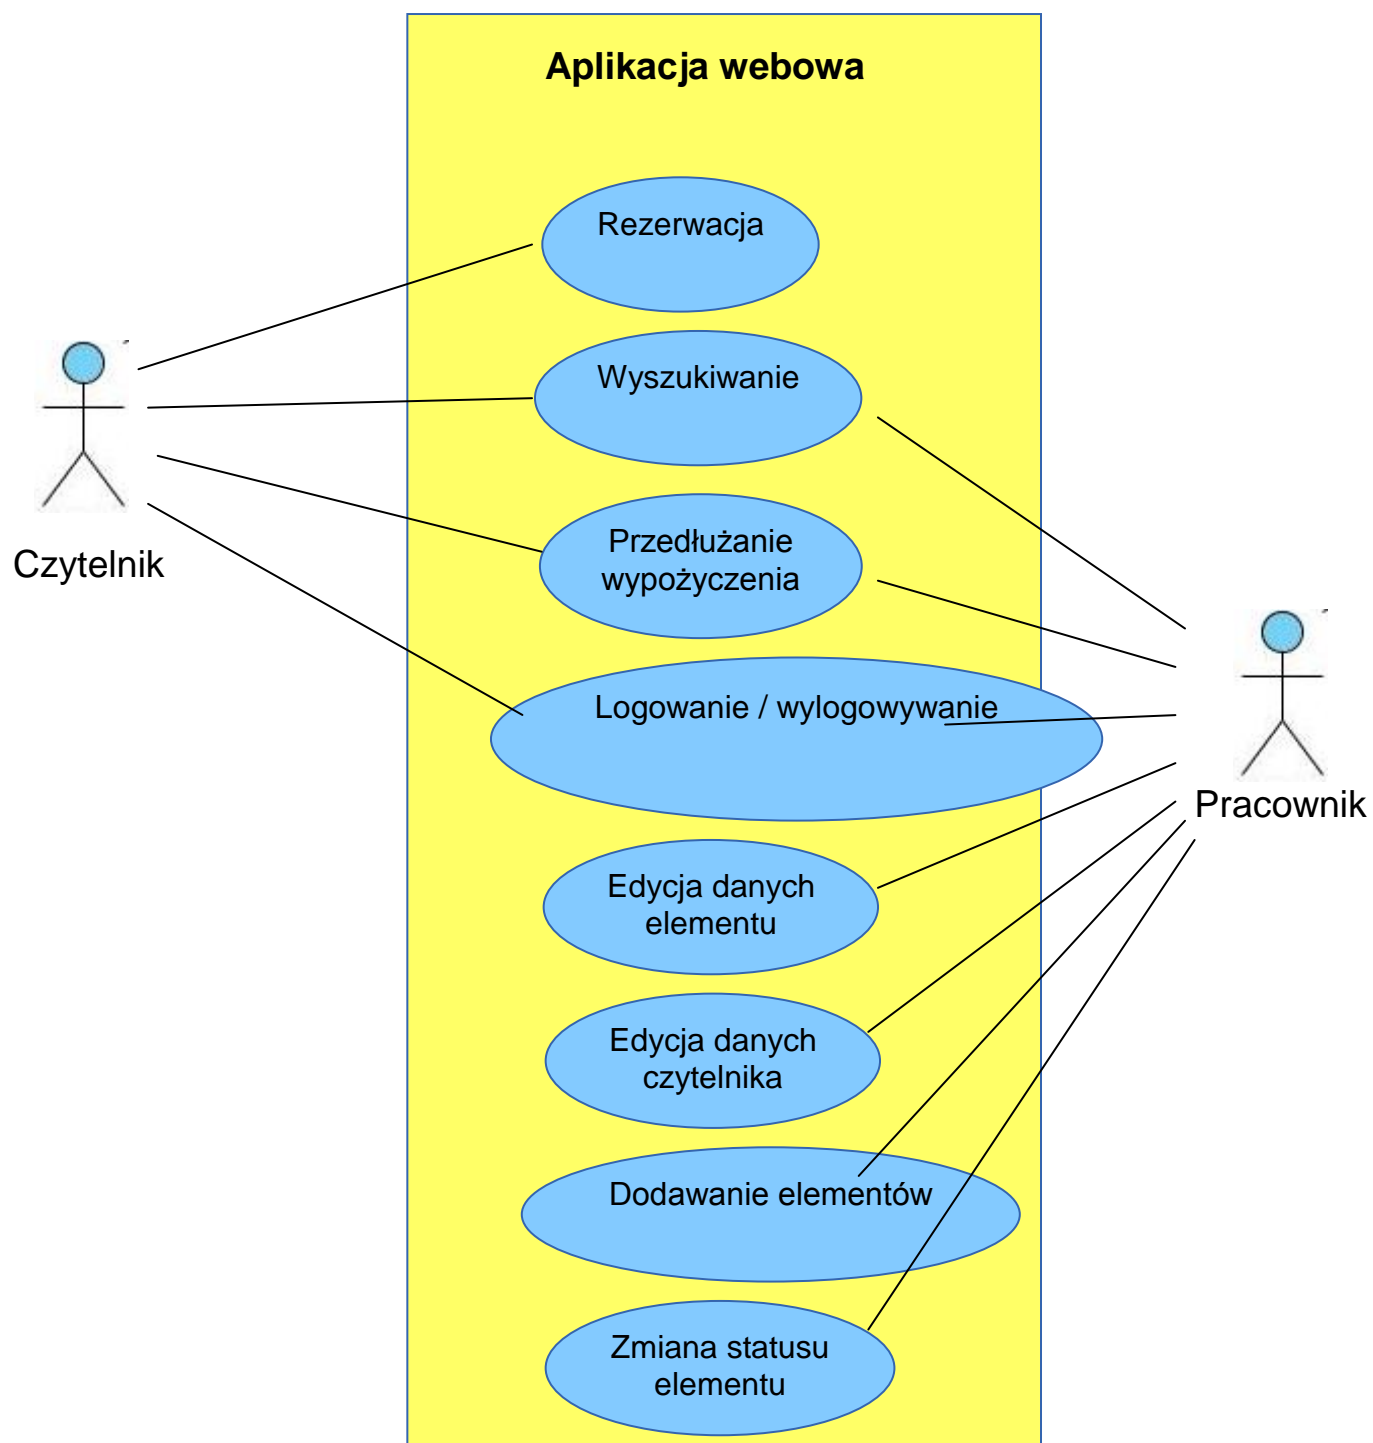 Aplikacja webowa
Rezerwacja
Wyszukiwanie
Przedłużanie
wypożyczenia
Czytelnik
Logowanie / wylogowywanie
Pracownik
Edycja danych
elementu
Edycja danych
czytelnika
Dodawanie elementów
Zmiana statusu
elementu